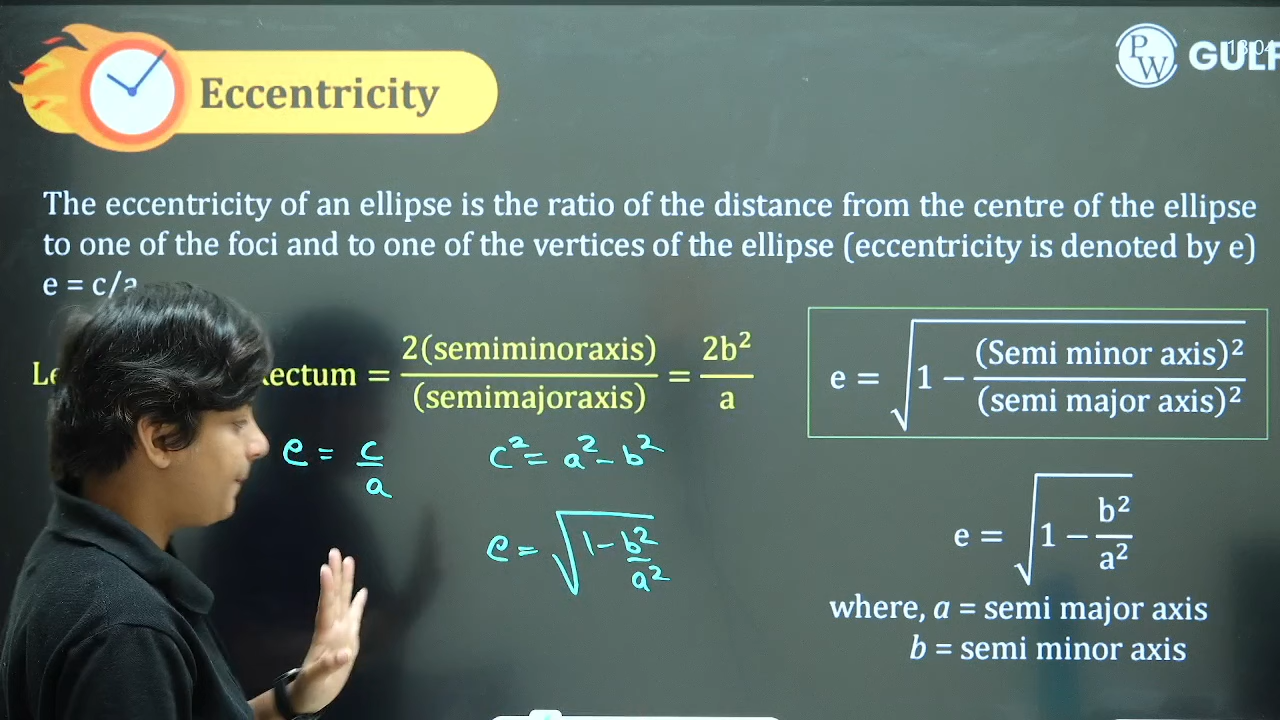 PW GULF
18:04
Eccentricity
The eccentricity of an ellipse is the ratio of the distance from the centre of the ellipse
to one of the foci and to one of the vertices of the ellipse (eccentricity is denoted by e)
e = c/a
= 2(semiminoraxis) / (semimajoraxis) = 2b² / a
e = √(1 − (Semi minor axis)² / (semi major axis)²)
e = c/a
c² = a² − b²
e = √(1 − b²/a²)
e = √(1 − b²/a²)
where, a = semi major axis
b = semi minor axis